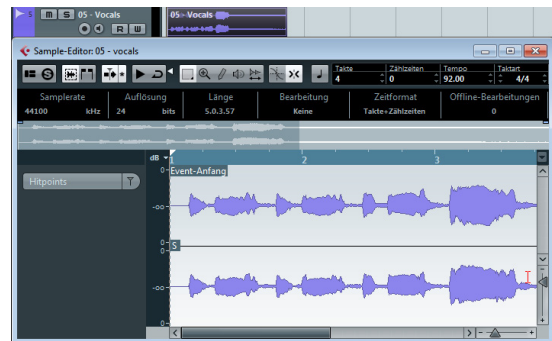 5 m S 05 - Vocals
R W
05 - Vocals
Sample-Editor: 05 - vocals
Takte Zählzeiten Tempo Taktart
4 0 92.00 4/4
Samplerate Auflösung Länge Bearbeitung Zeitformat Offline-Bearbeitungen
44100 kHz 24 bits 5.0.3.57 Keine Takte+Zählzeiten 0
dB 1 2 3
Hitpoints
0
Event-Anfang
-oo
0
0
S
-oo
0